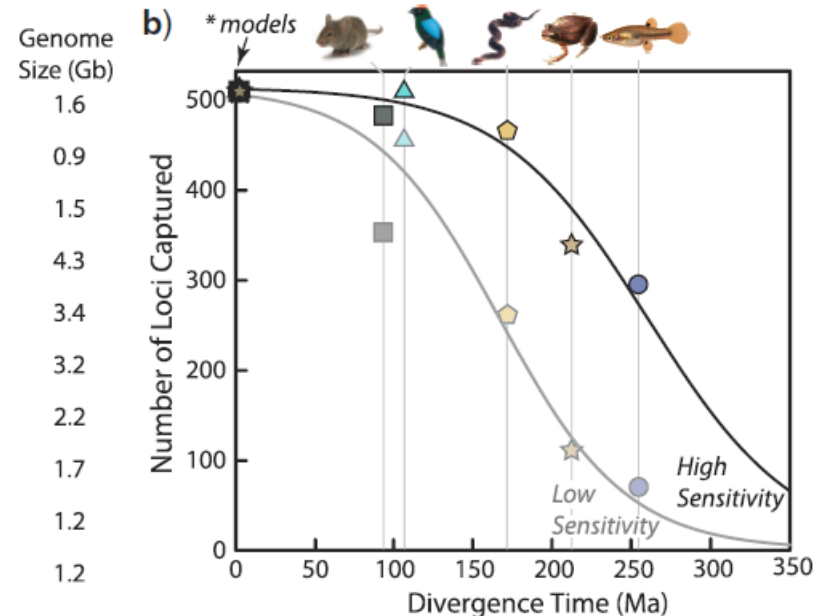 Genome
Size (Gb)
1.6
0.9
1.5
4.3
3.4
3.2
2.2
1.7
1.2
1.2
b)
* models
Number of Loci Captured
500
400
300
200
100
0
Low
Sensitivity
High
Sensitivity
0 50 100 150 200 250 300 350
Divergence Time (Ma)